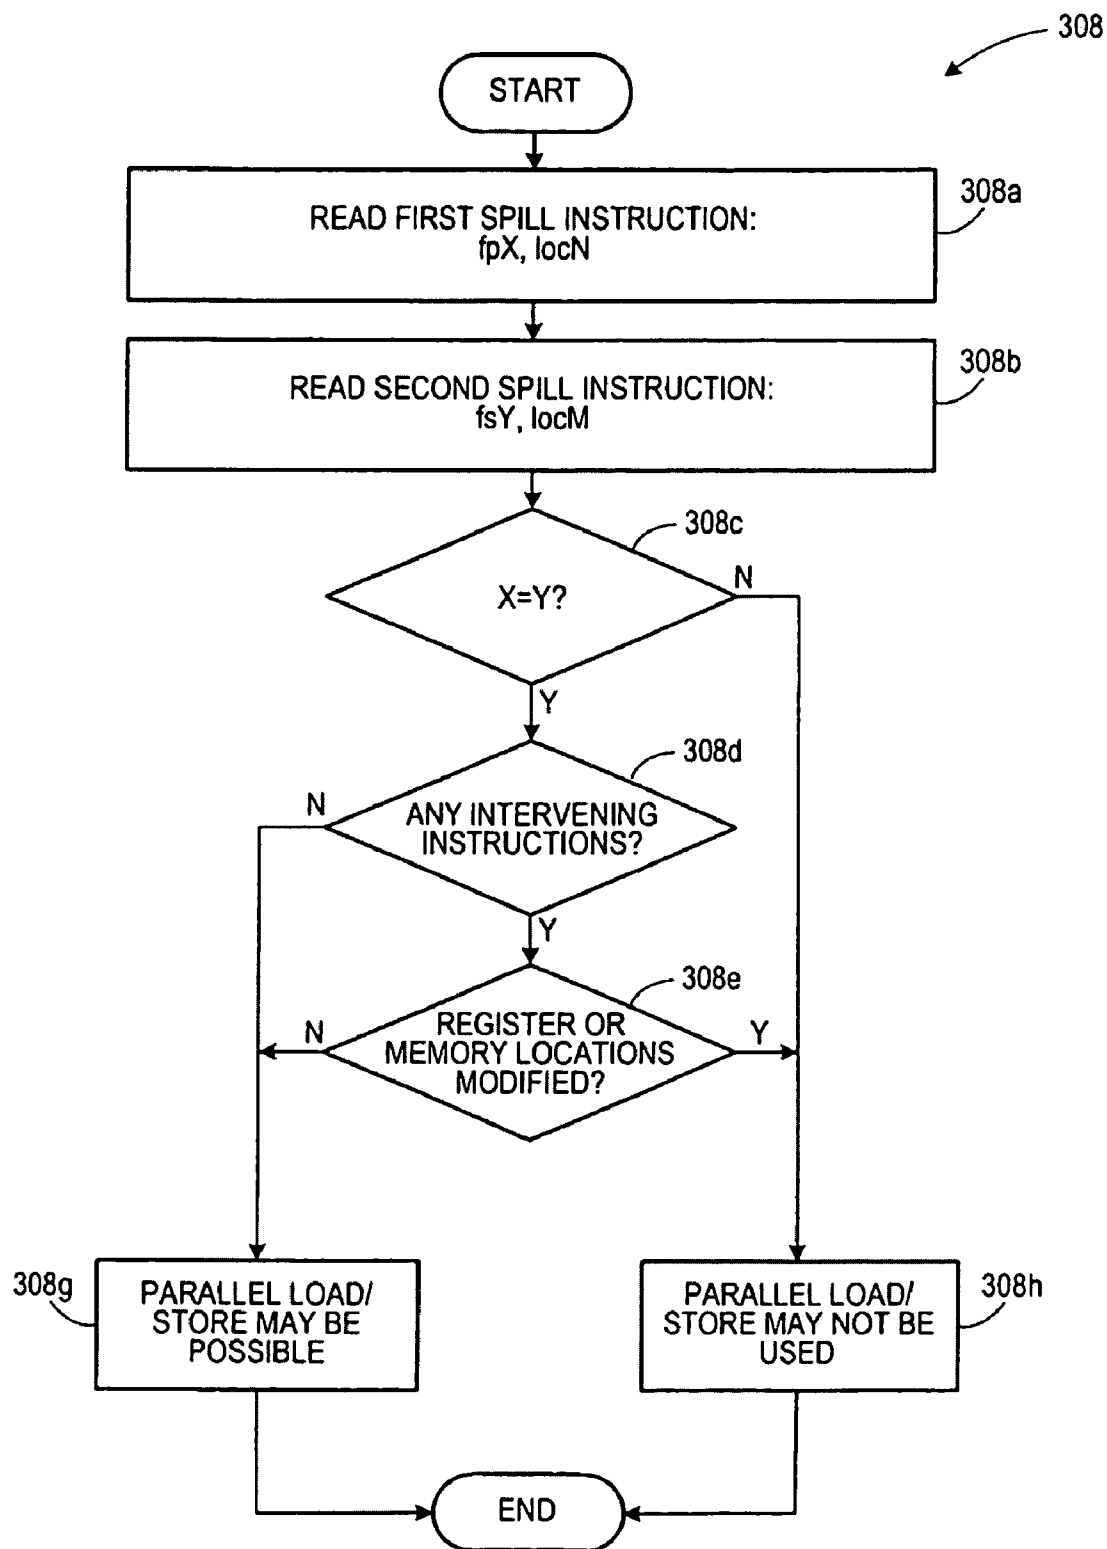 308
START
308a
READ FIRST SPILL INSTRUCTION:
fpX, locN
308b
READ SECOND SPILL INSTRUCTION:
fsY, locM
308c
X=Y?
N
Y
308d
N
ANY INTERVENING
INSTRUCTIONS?
Y
308e
N
REGISTER OR
MEMORY LOCATIONS
MODIFIED?
Y
308g
PARALLEL LOAD/
STORE MAY BE
POSSIBLE
PARALLEL LOAD/
STORE MAY NOT BE
USED
308h
END